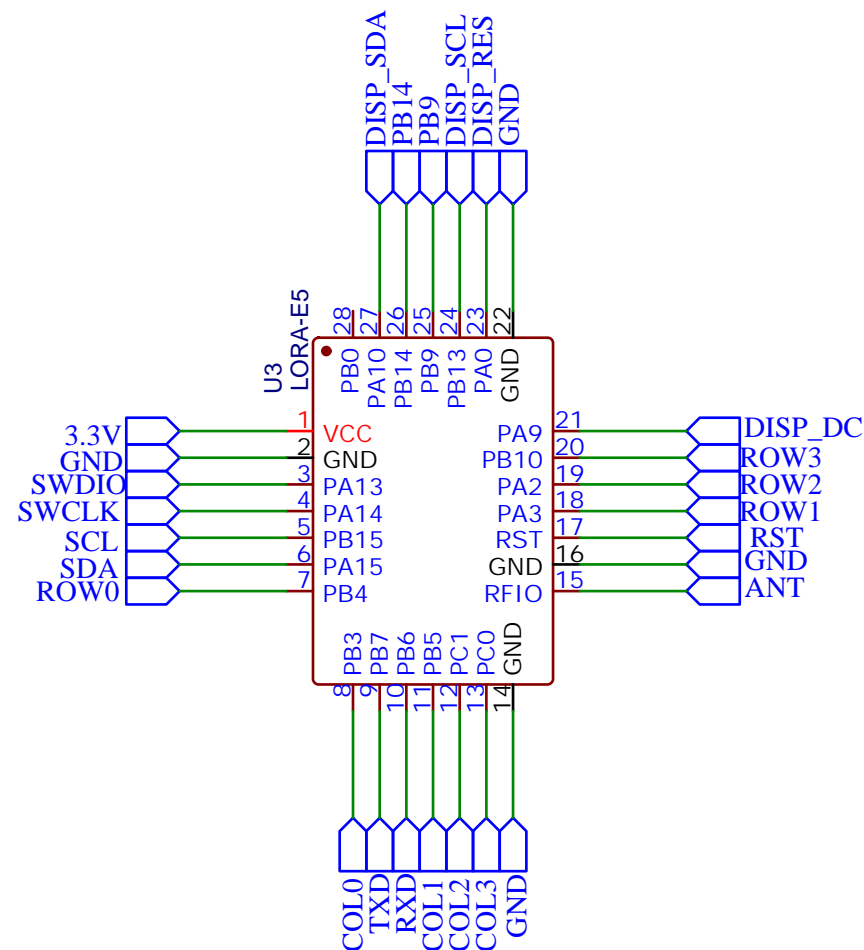 DISP_SDA
PB14
PB9
DISP_SCL
DISP_RES
GND
U3
LORA-E5
28
27
26
25
24
23
22
PB0
PA10
PB14
PB9
PB13
PA0
GND
3.3V 1 VCC
GND 2 GND
SWDIO 3 PA13
SWCLK 4 PA14
SCL 5 PB15
SDA 6 PA15
ROW0 7 PB4
PA9 21 DISP_DC
PB10 20 ROW3
PA2 19 ROW2
PA3 18 ROW1
RST 17 RST
GND 16 GND
RFIO 15 ANT
PB3
PB7
PB6
PB5
PC1
PC0
GND
8
9
10
11
12
13
14
COL0
TXD
RXD
COL1
COL2
COL3
GND